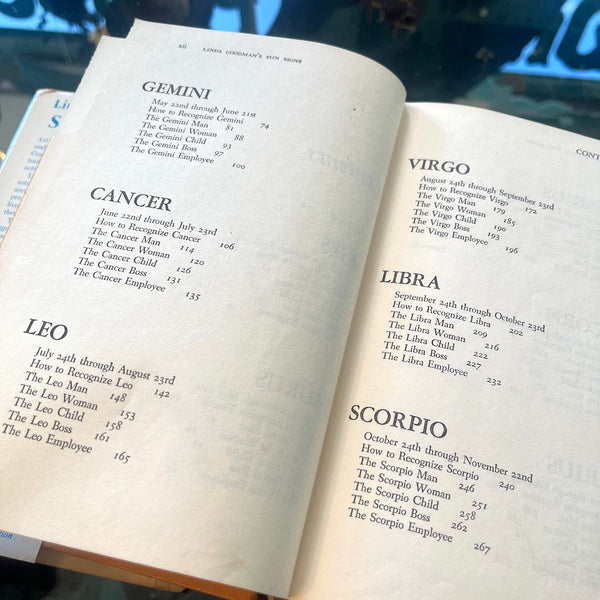 xii LINDA GOODMAN'S SUN SIGNS
GEMINI
May 22nd through June 21st
How to Recognize Gemini 74
The Gemini Man 81
The Gemini Woman 88
The Gemini Child 93
The Gemini Boss 97
The Gemini Employee 100
CANCER
June 22nd through July 23rd
How to Recognize Cancer 106
The Cancer Man 114
The Cancer Woman 120
The Cancer Child 126
The Cancer Boss 131
The Cancer Employee 135
LEO
July 24th through August 23rd
How to Recognize Leo 142
The Leo Man 148
The Leo Woman 153
The Leo Child 158
The Leo Boss 161
The Leo Employee 165
VIRGO
August 24th through September 23rd
How to Recognize Virgo 172
The Virgo Man 179
The Virgo Woman 185
The Virgo Child 190
The Virgo Boss 193
The Virgo Employee 196
LIBRA
September 24th through October 23rd
How to Recognize Libra 202
The Libra Man 209
The Libra Woman 216
The Libra Child 222
The Libra Boss 227
The Libra Employee 232
SCORPIO
October 24th through November 22nd
How to Recognize Scorpio 240
The Scorpio Man 246
The Scorpio Woman 251
The Scorpio Child 258
The Scorpio Boss 262
The Scorpio Employee 267